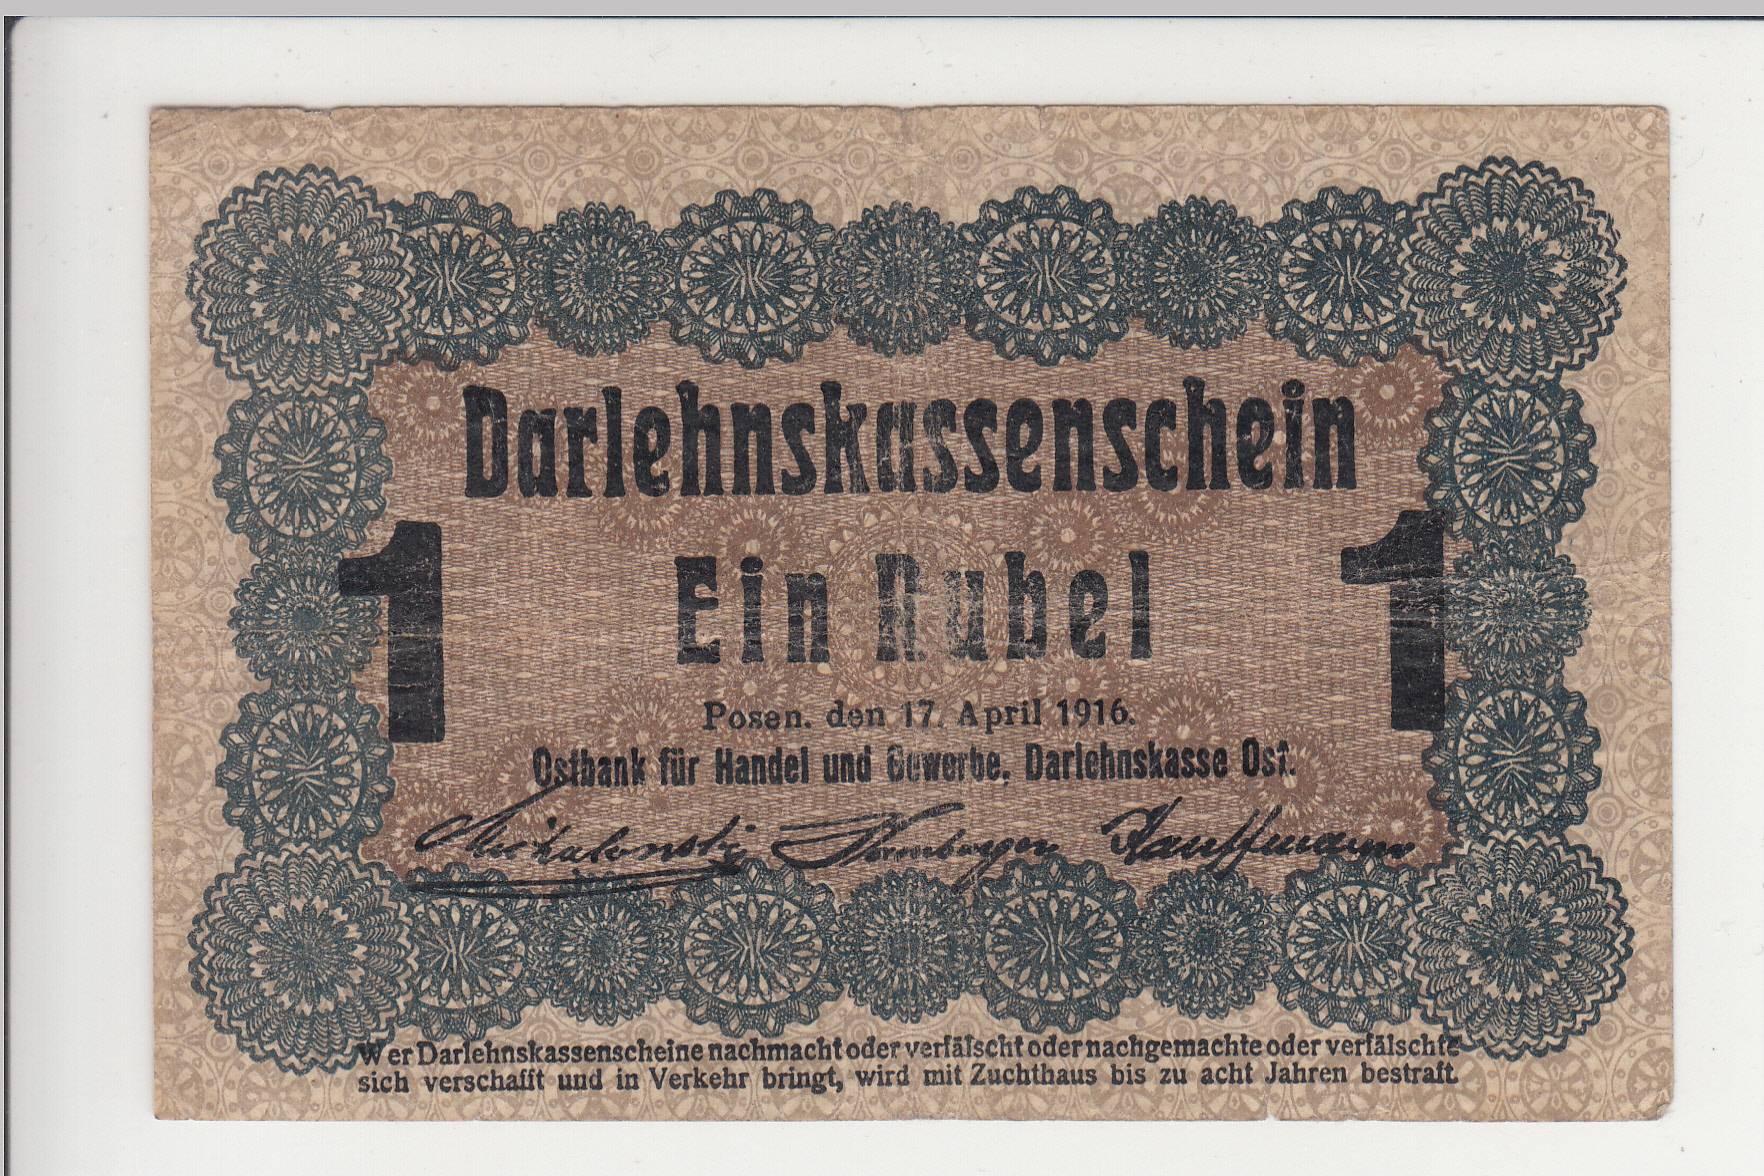 Darlehnskassenschein
1 Ein Rubel 1
Posen, den 17. April 1916.
Ostbank für Handel und Gewerbe, Darlehnskasse Ost.
Kauffmann
Wer Darlehnskassenscheine nachmacht oder verfälscht oder nachgemachte oder verfälschte
sich verschafft und in Verkehr bringt, wird mit Zuchthaus bis zu acht Jahren bestraft.